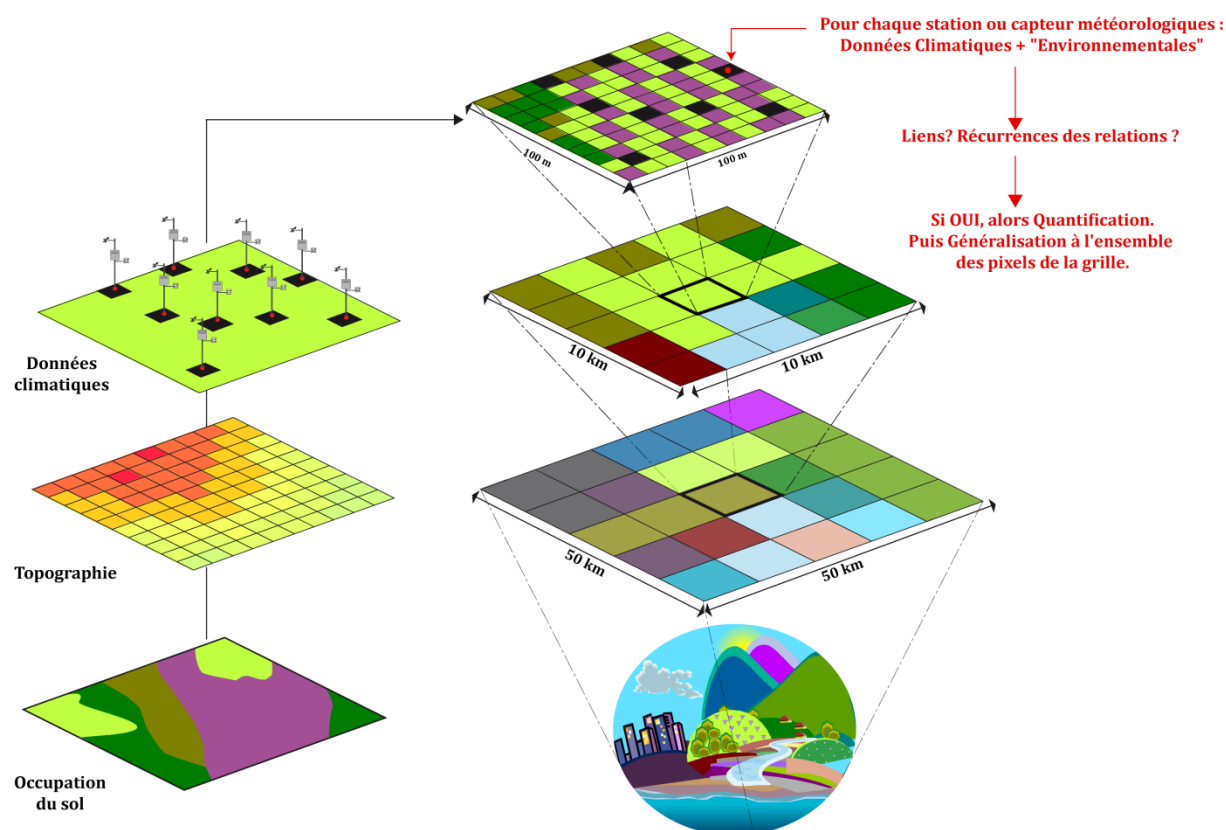 Pour chaque station ou capteur météorologiques :
Données Climatiques + "Environnementales"
Liens? Récurrences des relations ?
Si OUI, alors Quantification.
Puis Généralisation à l'ensemble
des pixels de la grille.
100 m
100 m
Données
climatiques
10 km
10 km
Topographie
50 km
50 km
Occupation
du sol